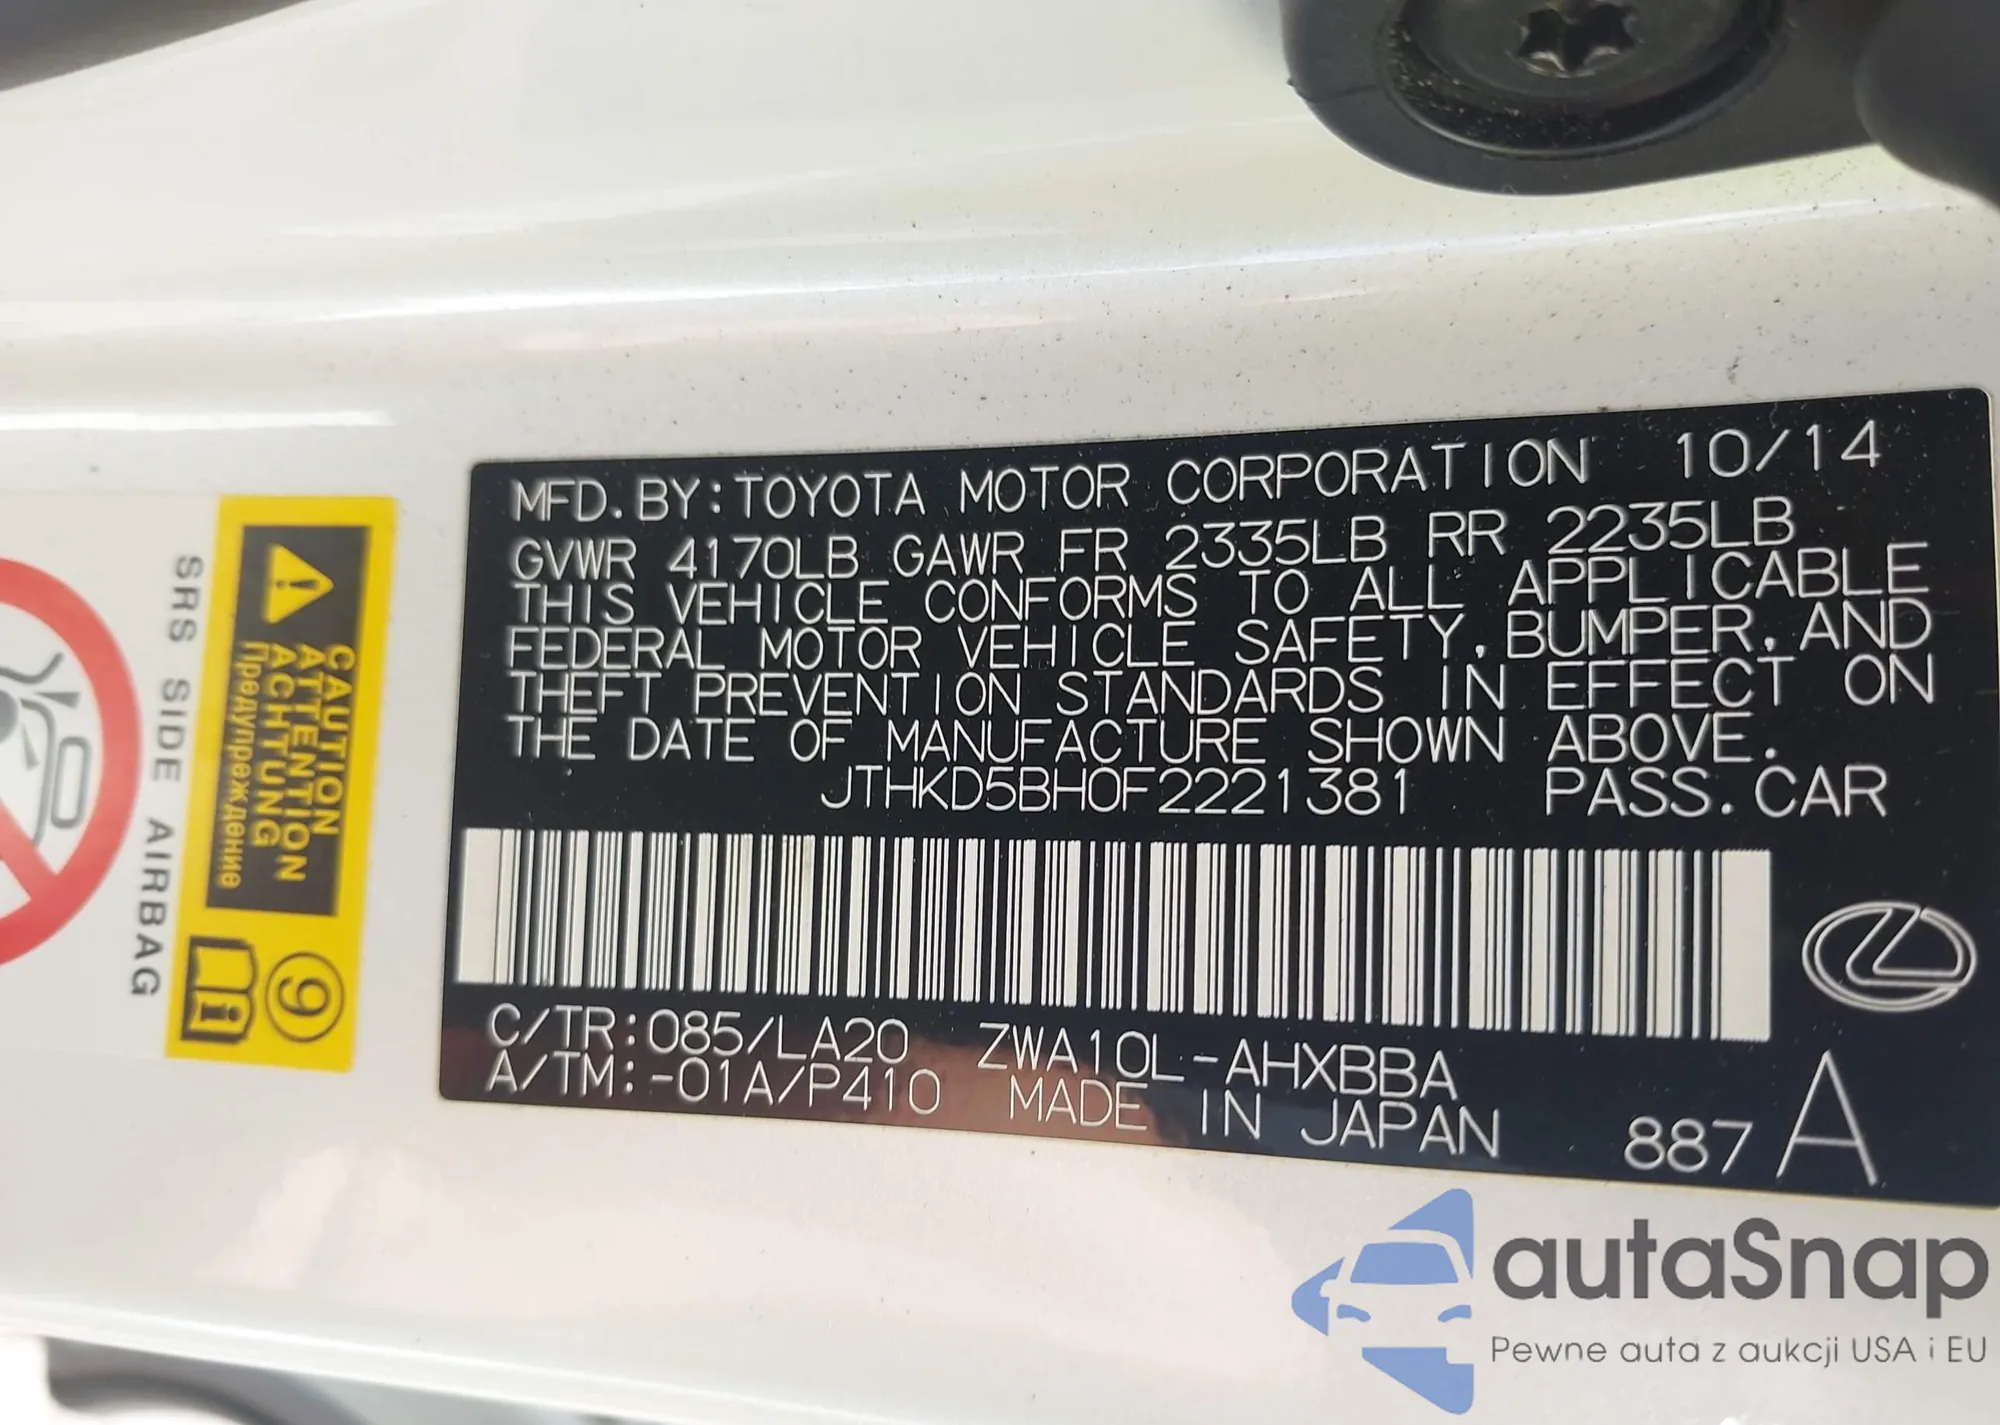 MFD. BY: TOYOTA MOTOR CORPORATION 10/14
GVWR 4170LB GAWR FR 2335LB RR 2235LB
THIS VEHICLE CONFORMS TO ALL APPLICABLE
FEDERAL MOTOR VEHICLE SAFETY, BUMPER, AND
THEFT PREVENTION STANDARDS IN EFFECT ON
THE DATE OF MANUFACTURE SHOWN ABOVE.
JTHKD5BH0F2221381 PASS. CAR
C/TR: 085/LA20 ZWA10L-AHXBBA
A/TM: -01A/P410 MADE IN JAPAN 887 A
CAUTION
ATTENTION
ACHTUNG
Предупреждение
9
i
SRS SIDE AIRBAG
autaSnap
Pewne auta z aukcji USA i EU